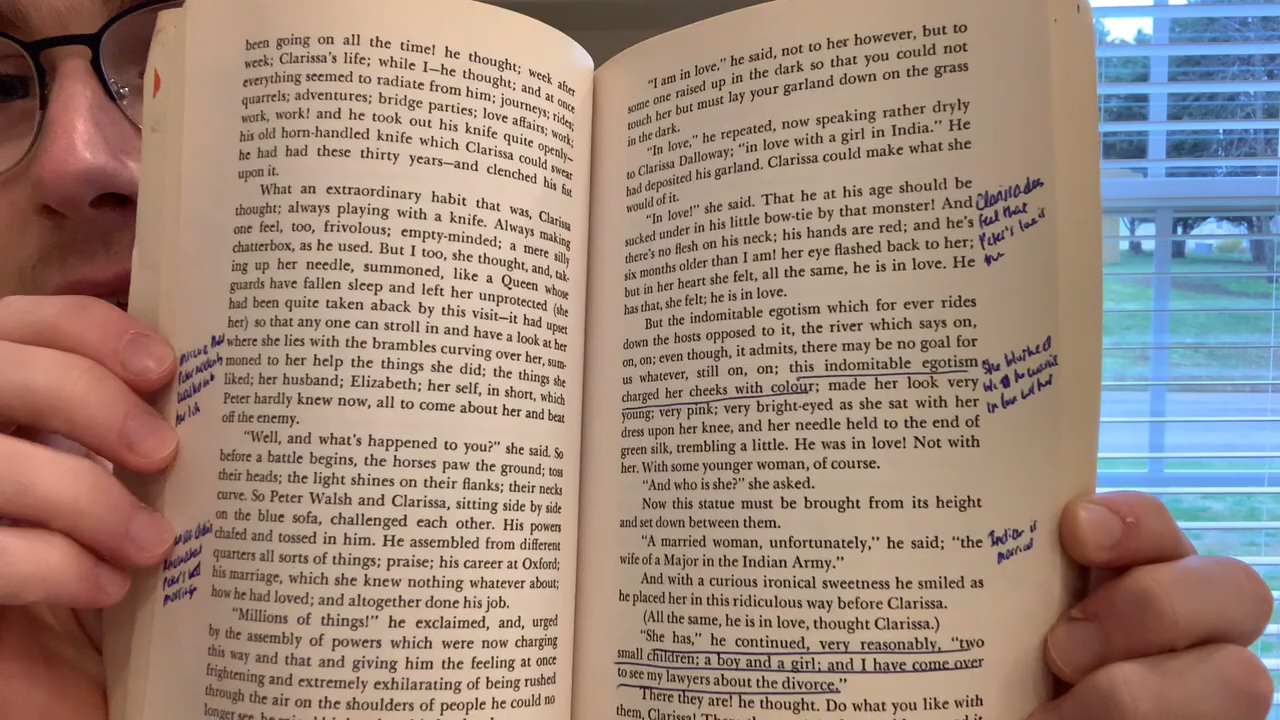 been going on all the time! he thought; week after
week; Clarissa's life; while I—he thought; and at once
everything seemed to radiate from him; journeys; rides;
quarrels; adventures; bridge parties; love affairs; work;
work, work! and he took out his knife quite openly—
his old horn-handled knife which Clarissa could swear
he had had these thirty years—and clenched his fist
upon it.
What an extraordinary habit that was, Clarissa
thought; always playing with a knife. Always making
one feel, too, frivolous; empty-minded; a mere silly
chatterbox, as he used. But I too, she thought, and, tak-
ing up her needle, summoned, like a Queen whose
guards have fallen sleep and left her unprotected (she
had been quite taken aback by this visit—it had upset
her) so that any one can stroll in and have a look at her
where she lies with the brambles curving over her, sum-
moned to her help the things she did; the things she
liked; her husband; Elizabeth; her self, in short, which
Peter hardly knew now, all to come about her and beat
off the enemy.
"Well, and what's happened to you?" she said. So
before a battle begins, the horses paw the ground; toss
their heads; the light shines on their flanks; their necks
curve. So Peter Walsh and Clarissa, sitting side by side
on the blue sofa, challenged each other. His powers
chafed and tossed in him. He assembled from different
quarters all sorts of things; praise; his career at Oxford;
his marriage, which she knew nothing whatever about;
how he had loved; and altogether done his job.
"Millions of things!" he exclaimed, and, urged
by the assembly of powers which were now charging
this way and that and giving him the feeling at once
frightening and extremely exhilarating of being rushed
through the air on the shoulders of people he could no
"I am in love," he said, not to her however, but to
some one raised up in the dark so that you could not
touch her but must lay your garland down on the grass
in the dark.
"In love," he repeated, now speaking rather dryly
to Clarissa Dalloway; "in love with a girl in India." He
had deposited his garland. Clarissa could make what she
would of it.
"In love!" she said. That he at his age should be
sucked under in his little bow-tie by that monster! And
there's no flesh on his neck; his hands are red; and he's
six months older than I am! her eye flashed back to her;
but in her heart she felt, all the same, he is in love. He
has that, she felt; he is in love.
Clarissa does
feel that
Peter's love is
But the indomitable egotism which for ever rides
down the hosts opposed to it, the river which says on,
on, on; even though, it admits, there may be no goal for
us whatever, still on, on; this indomitable egotism
charged her cheeks with colour; made her look very
young; very pink; very bright-eyed as she sat with her
dress upon her knee, and her needle held to the end of
green silk, trembling a little. He was in love! Not with
her. With some younger woman, of course.
She blushed
in love w/ her
"And who is she?" she asked.
Now this statue must be brought from its height
and set down between them.
"A married woman, unfortunately," he said; "the
wife of a Major in the Indian Army."
married
And with a curious ironical sweetness he smiled as
he placed her in this ridiculous way before Clarissa.
(All the same, he is in love, thought Clarissa.)
"She has," he continued, very reasonably, "two
small children; a boy and a girl; and I have come over
to see my lawyers about the divorce."
There they are! he thought. Do what you like with
them, Clarissa!